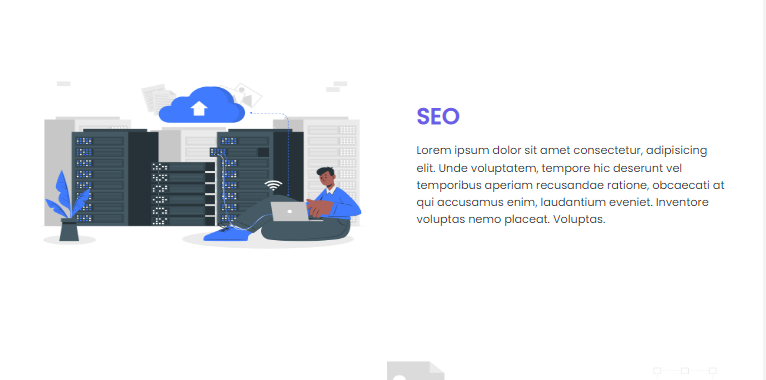 SEO
Lorem ipsum dolor sit amet consectetur, adipisicing
elit. Unde voluptatem, tempore hic deserunt vel
temporibus aperiam recusandae ratione, obcaecati at
qui accusamus enim, laudantium eveniet. Inventore
voluptas nemo placeat. Voluptas.